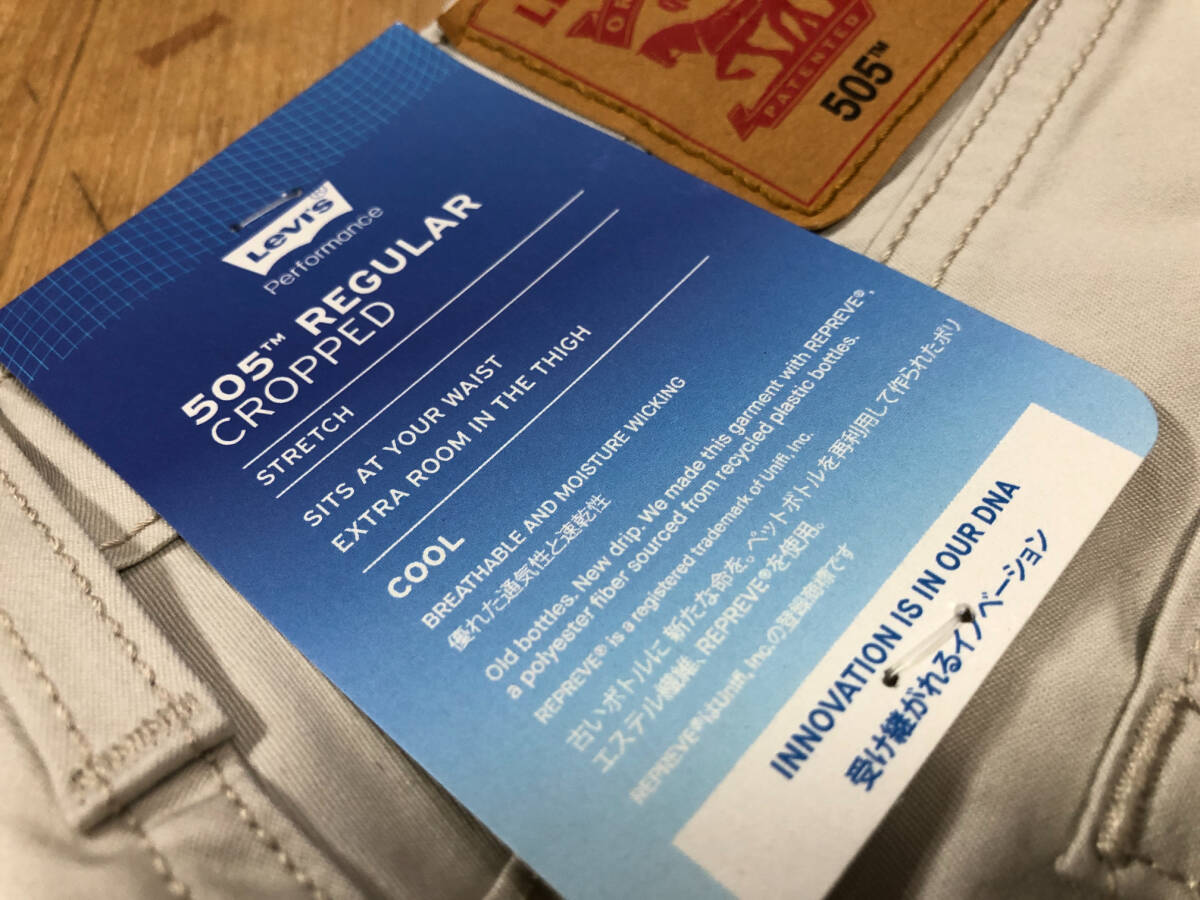 PATENTED
505™
Levi's
Performance
505™ REGULAR
CROPPED
STRETCH
SITS AT YOUR WAIST
EXTRA ROOM IN THE THIGH
COOL
BREATHABLE AND MOISTURE WICKING
優れた通気性と速乾性
Old bottles. New drip. We made this garment with REPREVE®,
a polyester fiber sourced from recycled plastic bottles.
REPREVE® is a registered trademark of Unifi, Inc.
古いボトルに 新たな命を。ペットボトルを再利用して作られたポリ
エステル繊維、REPREVE®を使用。
REPREVE®はUnifi, Inc.の登録商標です
INNOVATION IS IN OUR DNA
受け継がれるイノベーション